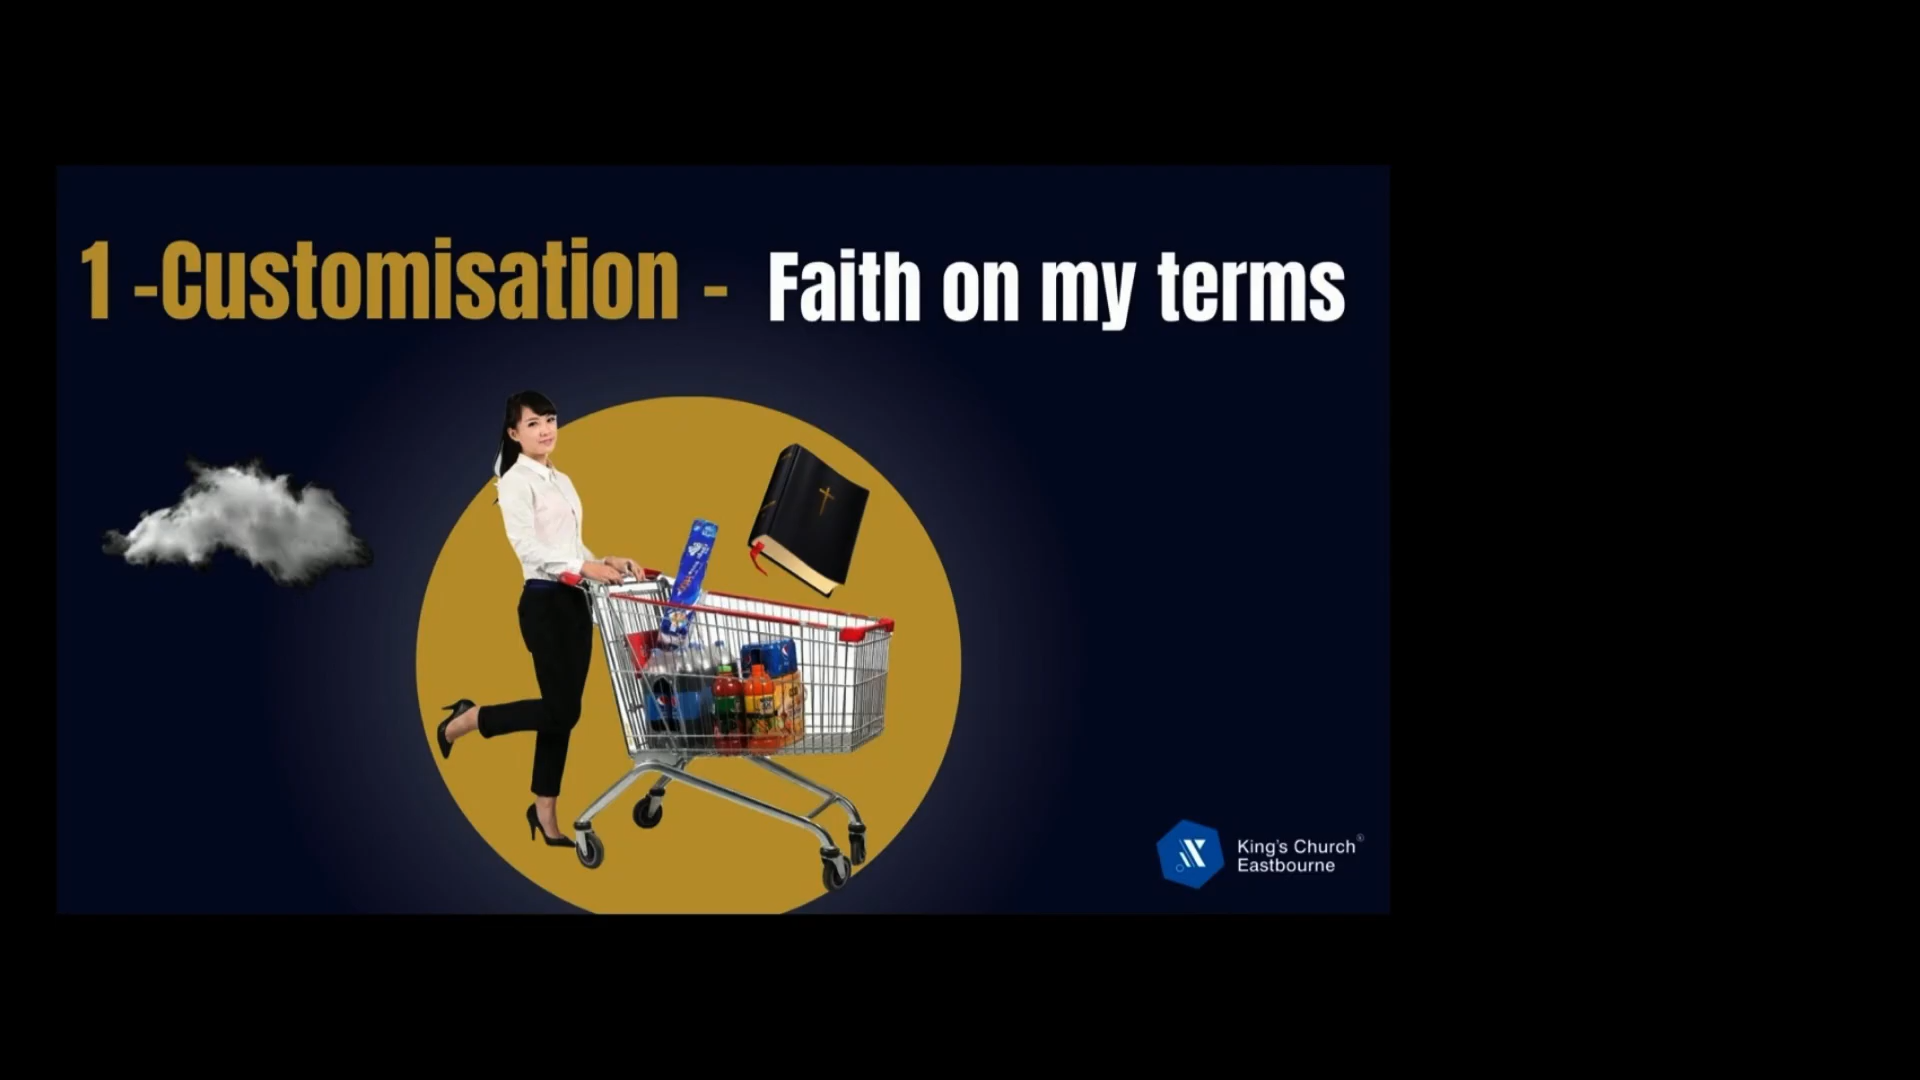 1 -Customisation - Faith on my terms
King's Church®
Eastbourne